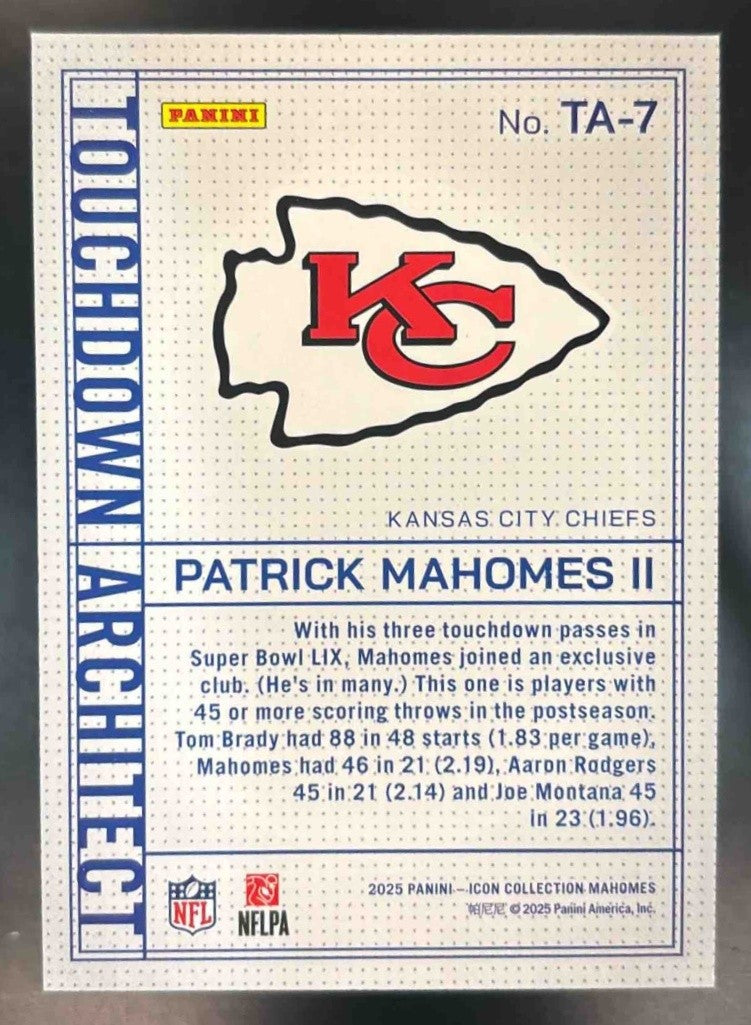 PANINI
No. TA-7
TOUCHDOWN ARCHITECT
KC
KANSAS CITY CHIEFS
PATRICK MAHOMES II
With his three touchdown passes in
Super Bowl LIX, Mahomes joined an exclusive
club. (He's in many.) This one is players with
45 or more scoring throws in the postseason.
Tom Brady had 88 in 48 starts (1.83 per game),
Mahomes had 46 in 21 (2.19), Aaron Rodgers
45 in 21 (2.14) and Joe Montana 45
in 23 (1.96).
NFL
NFLPA
2025 PANINI – ICON COLLECTION MAHOMES
帕尼尼 © 2025 Panini America, Inc.